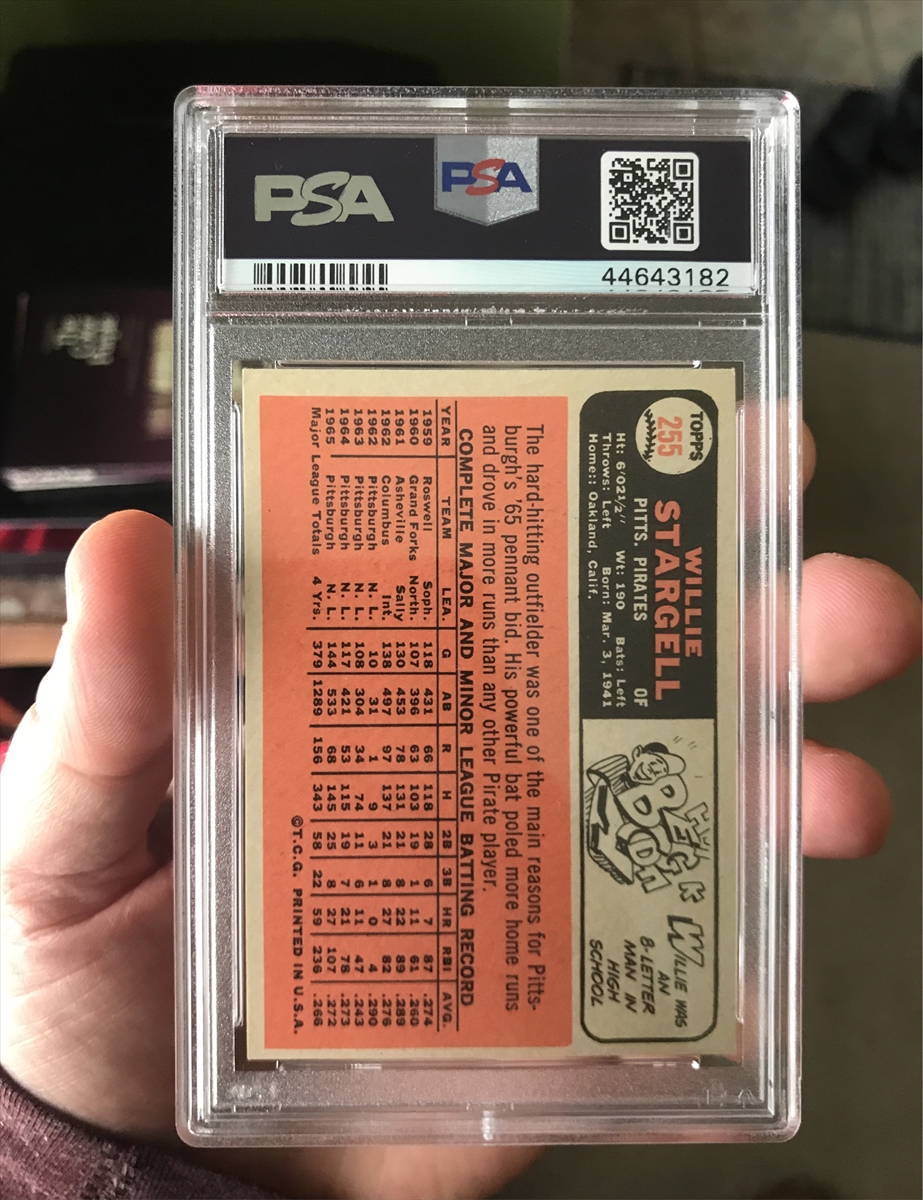 PSA
PSA
44643182
TOPPS
255
WILLIE
STARGELL
PITTS. PIRATES OF
Ht: 6'02½" Wt: 190 Bats: Left
Throws: Left Born: Mar. 3, 1941
Home:: Oakland, Calif.
WILLIE WAS
AN
8-LETTER
MAN IN
HIGH
SCHOOL
The hard-hitting outfielder was one of the main reasons for Pitts-
burgh's '65 pennant bid. His powerful bat poled more home runs
and drove in more runs than any other Pirate player.
COMPLETE MAJOR AND MINOR LEAGUE BATTING RECORD
YEAR TEAM LEA. G AB R H 2B 3B HR RBI AVG.
1959 Roswell Soph. 118 431 66 118 28 6 7 87 .274
1960 Grand Forks North. 107 396 63 103 19 1 11 61 .260
1961 Asheville Sally 130 453 78 131 21 8 22 89 .289
1962 Columbus Int. 138 497 97 137 21 8 27 82 .276
1962 Pittsburgh N. L. 10 31 1 9 3 1 0 4 .290
1963 Pittsburgh N. L. 108 304 34 74 11 6 11 47 .243
1964 Pittsburgh N. L. 117 421 53 115 19 7 21 78 .273
1965 Pittsburgh N. L. 144 533 68 145 25 8 27 107 .272
Major League Totals 4 Yrs. 379 1289 156 343 58 22 59 236 .266
©T.C.G. PRINTED IN U.S.A.